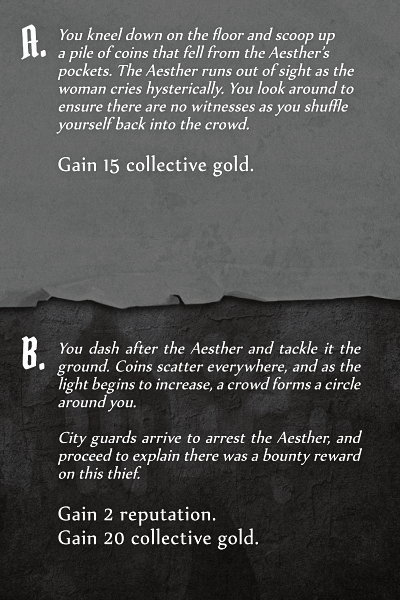 A. You kneel down on the floor and scoop up
a pile of coins that fell from the Aesther's
pockets. The Aesther runs out of sight as the
woman cries hysterically. You look around to
ensure there are no witnesses as you shuffle
yourself back into the crowd.
Gain 15 collective gold.
B. You dash after the Aesther and tackle it to the
ground. Coins scatter everywhere, and as the
light begins to increase, a crowd forms a circle
around you.
City guards arrive to arrest the Aesther, and
proceed to explain there was a bounty reward
on this thief.
Gain 2 reputation.
Gain 20 collective gold.